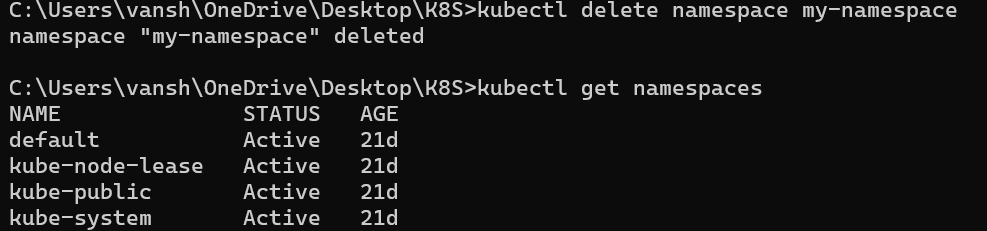 C:\Users\vansh\OneDrive\Desktop\K8S>kubectl delete namespace my-namespace
namespace "my-namespace" deleted
C:\Users\vansh\OneDrive\Desktop\K8S>kubectl get namespaces
NAME STATUS AGE
default Active 21d
kube-node-lease Active 21d
kube-public Active 21d
kube-system Active 21d